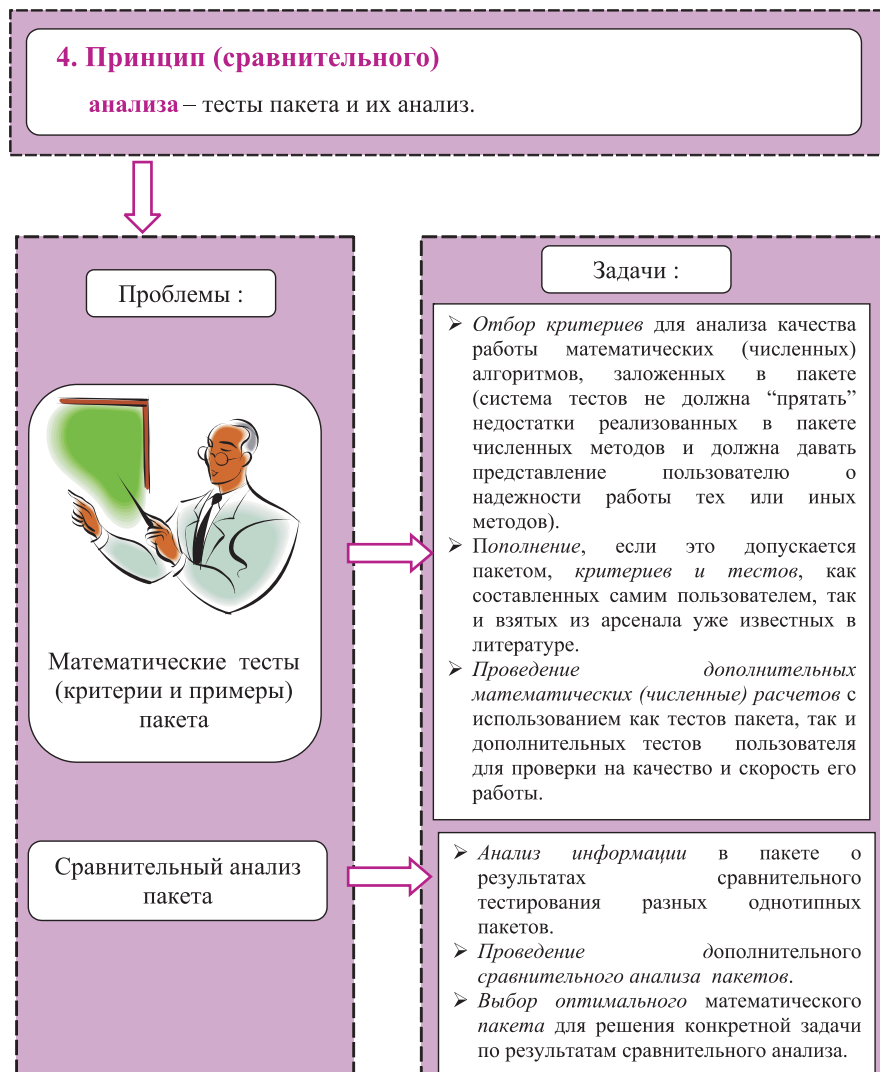 4. Принцип (сравнительного)
анализа – тесты пакета и их анализ.
Проблемы :
Математические тесты
(критерии и примеры)
пакета
Сравнительный анализ
пакета
Задачи :
➢ Отбор критериев для анализа качества
работы математических (численных)
алгоритмов, заложенных в пакете
(система тестов не должна “прятать”
недостатки реализованных в пакете
численных методов и должна давать
представление пользователю о
надежности работы тех или иных
методов).
➢ Пополнение, если это допускается
пакетом, критериев и тестов, как
составленных самим пользователем, так
и взятых из арсенала уже известных в
литературе.
➢ Проведение дополнительных
математических (численные) расчетов с
использованием как тестов пакета, так и
дополнительных тестов пользователя
для проверки на качество и скорость его
работы.
➢ Анализ информации в пакете о
результатах сравнительного
тестирования разных однотипных
пакетов.
➢ Проведение дополнительного
сравнительного анализа пакетов.
➢ Выбор оптимального математического
пакета для решения конкретной задачи
по результатам сравнительного анализа.